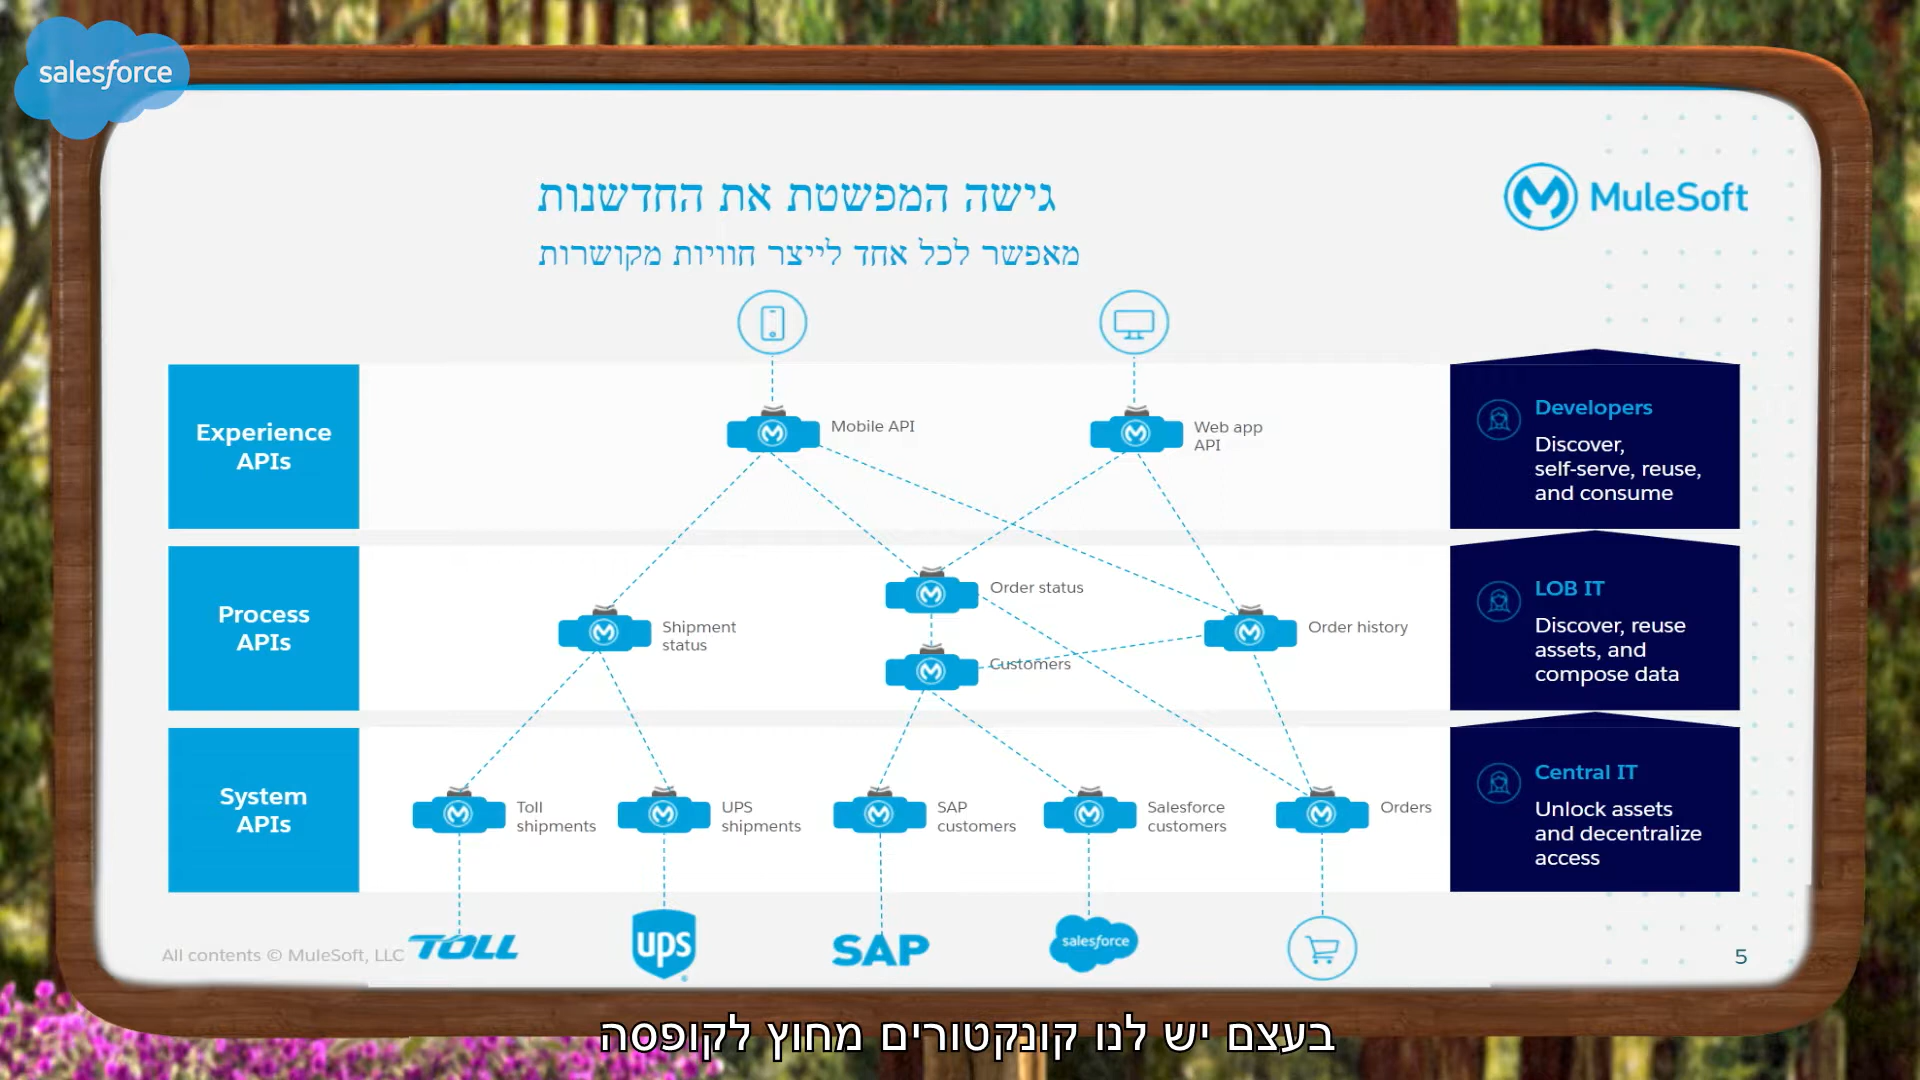 salesforce
גישה המפשטת את החדשנות
מאפשר לכל אחד לייצר חוויות מקושרות
MuleSoft
Experience
APIs
Mobile API
Web app
API
Developers
Discover,
self-serve, reuse,
and consume
Process
APIs
Shipment
status
Order status
Customers
Order history
LOB IT
Discover, reuse
assets, and
compose data
System
APIs
Toll
shipments
UPS
shipments
SAP
customers
Salesforce
customers
Orders
Central IT
Unlock assets
and decentralize
access
All contents © MuleSoft, LLC
TOLL
ups
SAP
salesforce
5
בעצם יש לנו קונקטורים מחוץ לקופסה